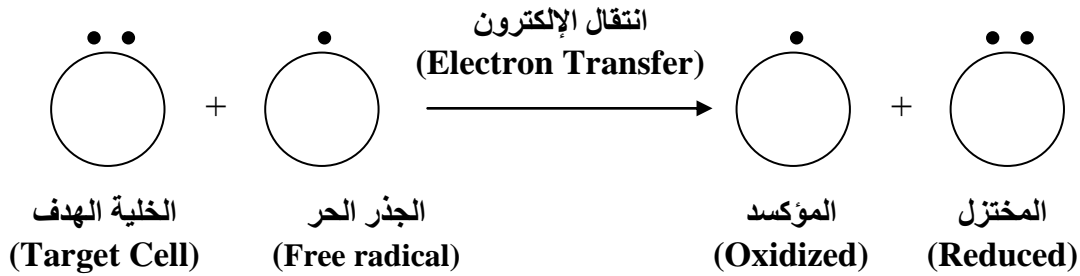 انتقال الإلكترون
(Electron Transfer)
+
+
الخلية الهدف
(Target Cell)
الجذر الحر
(Free radical)
المؤكسد
(Oxidized)
المختزل
(Reduced)